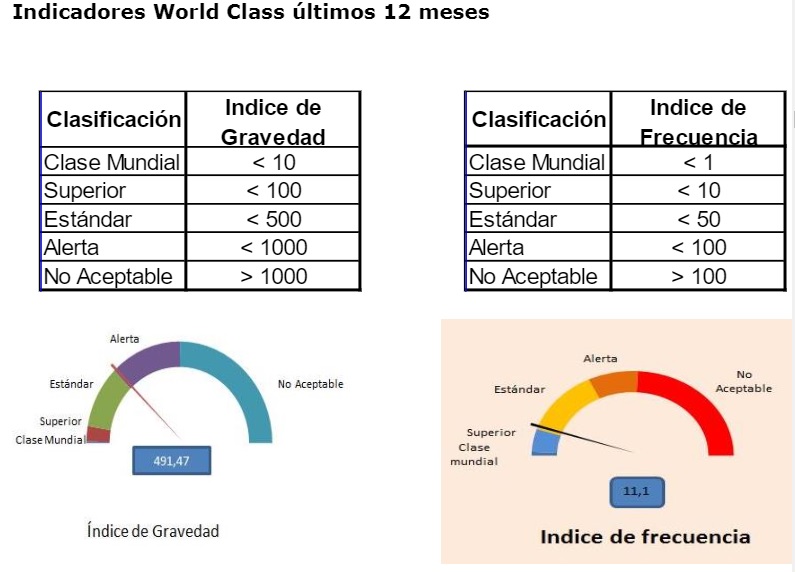 Indicadores World Class últimos 12 meses
Clasificación Indice de Gravedad
Clase Mundial < 10
Superior < 100
Estándar < 500
Alerta < 1000
No Aceptable > 1000
Clasificación Indice de Frecuencia
Clase Mundial < 1
Superior < 10
Estándar < 50
Alerta < 100
No Aceptable > 100
Alerta
Estándar
No Aceptable
Superior
Clase Mundial
491,47
Índice de Gravedad
Alerta
No
Aceptable
Estándar
Superior
Clase
mundial
11,1
Indice de frecuencia